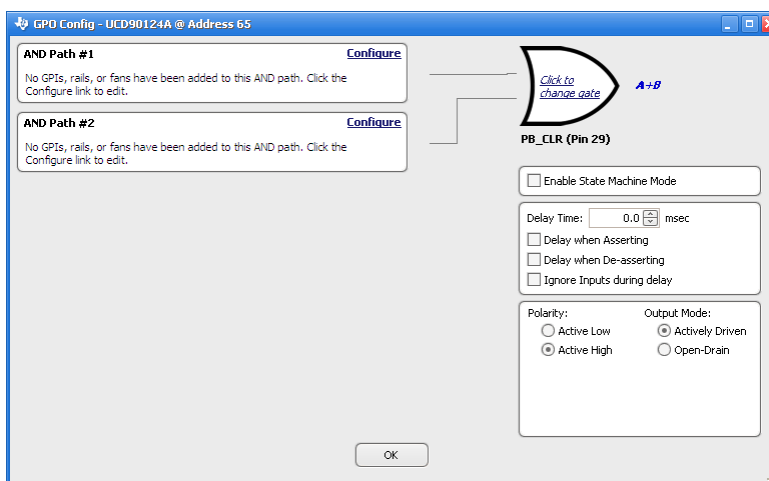 GPO Config - UCD90124A @ Address 65
AND Path #1 Configure
No GPIs, rails, or fans have been added to this AND path. Click the
Configure link to edit.
AND Path #2 Configure
No GPIs, rails, or fans have been added to this AND path. Click the
Configure link to edit.
Click to
change gate
A+B
PB_CLR (Pin 29)
Enable State Machine Mode
Delay Time: 0.0 msec
Delay when Asserting
Delay when De-asserting
Ignore Inputs during delay
Polarity: Output Mode:
Active Low Actively Driven
Active High Open-Drain
OK